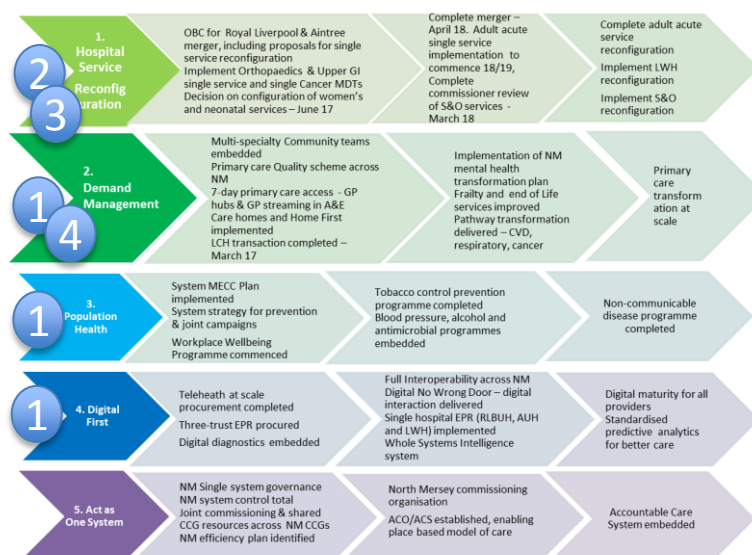 1.
Hospital
Service
Reconfig
uration
2
3
OBC for Royal Liverpool & Aintree
merger, including proposals for single
service reconfiguration
Implement Orthopaedics & Upper GI
single service and single Cancer MDTs
Decision on configuration of women's
and neonatal services – June 17
Complete merger –
April 18. Adult acute
single service
implementation to
commence 18/19,
Complete
commissioner review
of S&O services -
March 18
Complete adult acute
service
reconfiguration
Implement LWH
reconfiguration
Implement S&O
reconfiguration
2.
Demand
Management
1
4
Multi-specialty Community teams
embedded
Primary care Quality scheme across
NM
7-day primary care access - GP
hubs & GP streaming in A&E
Care homes and Home First
implemented
LCH transaction completed –
March 17
Implementation of NM
mental health
transformation plan
Frailty and end of Life
services improved
Pathway transformation
delivered – CVD,
respiratory, cancer
Primary
care
transform
ation at
scale
3.
Population
Health
1
System MECC Plan
implemented
System strategy for prevention
& joint campaigns
Workplace Wellbeing
Programme commenced
Tobacco control prevention
programme completed
Blood pressure, alcohol and
antimicrobial programmes
embedded
Non-communicable
disease programme
completed
4. Digital
First
1
Teleheath at scale
procurement completed
Three-trust EPR procured
Digital diagnostics embedded
Full Interoperability across NM
Digital No Wrong Door – digital
interaction delivered
Single hospital EPR (RLBUH, AUH
and LWH) implemented
Whole Systems Intelligence
system
Digital maturity for all
providers
Standardised
predictive analytics
for better care
5. Act as
One System
NM Single system governance
NM system control total
Joint commissioning & shared
CCG resources across NM CCGs
NM efficiency plan identified
North Mersey commissioning
organisation
ACO/ACS established, enabling
place based model of care
Accountable Care
System embedded